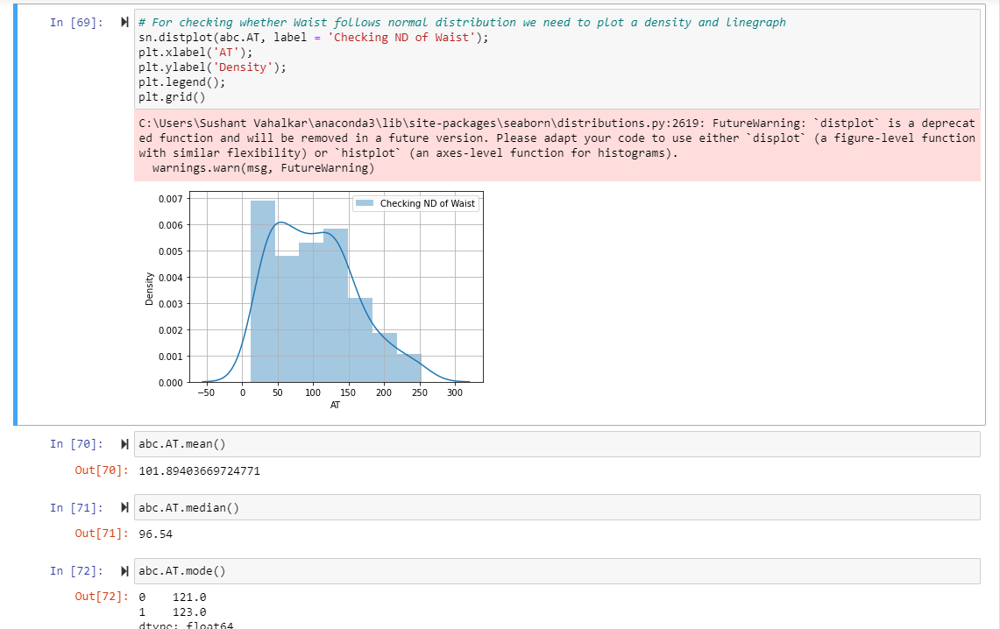 In [69]:
# For checking whether Waist follows normal distribution we need to plot a density and linegraph
sn.distplot(abc.AT, label = 'Checking ND of Waist');
plt.xlabel('AT');
plt.ylabel('Density');
plt.legend();
plt.grid()
C:\Users\Sushant Vahalkar\anaconda3\lib\site-packages\seaborn\distributions.py:2619: FutureWarning: `distplot` is a deprecat
ed function and will be removed in a future version. Please adapt your code to use either `displot` (a figure-level function
with similar flexibility) or `histplot` (an axes-level function for histograms).
  warnings.warn(msg, FutureWarning)
Checking ND of Waist
Density
0.007
0.006
0.005
0.004
0.003
0.002
0.001
0.000
−50 0 50 100 150 200 250 300
AT
In [70]: abc.AT.mean()
Out[70]: 101.89403669724771
In [71]: abc.AT.median()
Out[71]: 96.54
In [72]: abc.AT.mode()
Out[72]: 0    121.0
1    123.0
dtype: float64